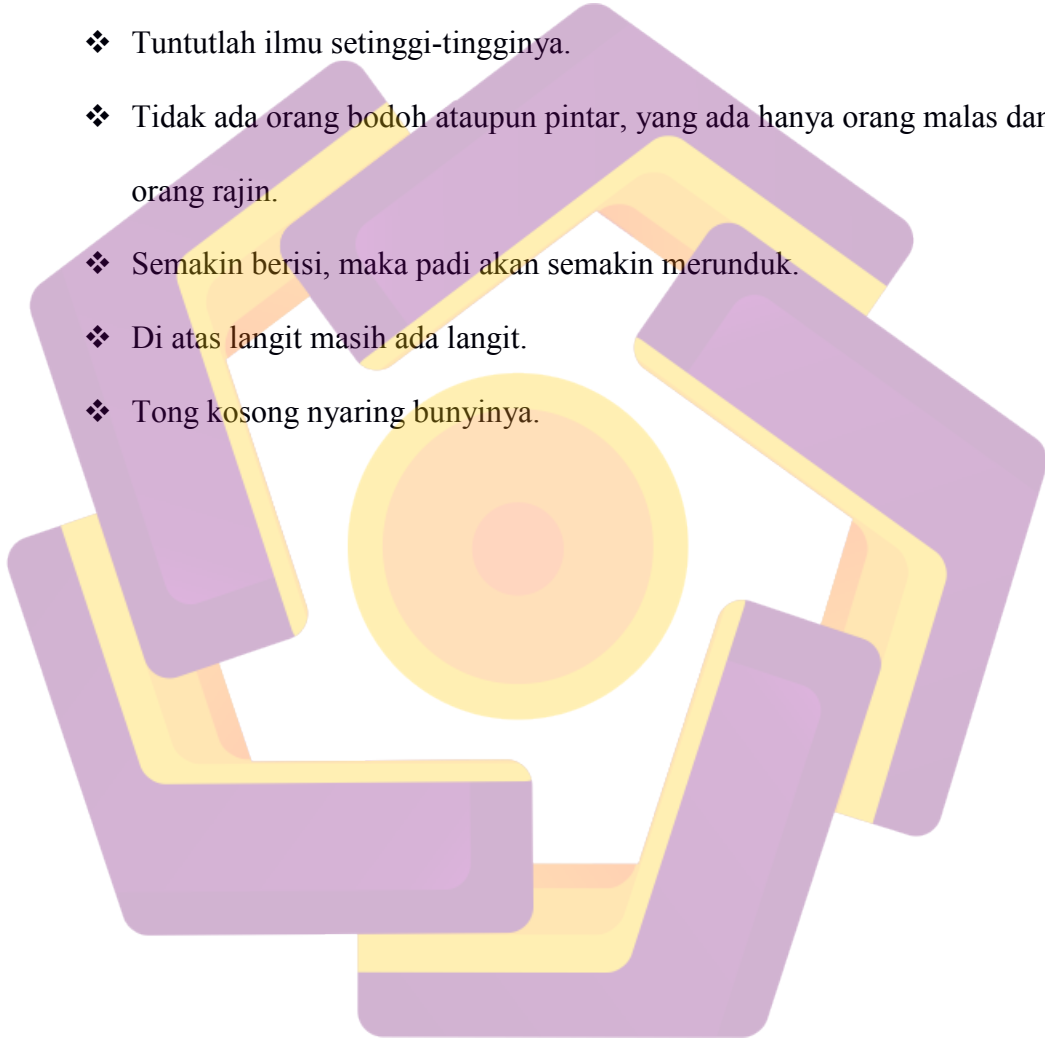 ❖ Tuntutlah ilmu setinggi-tingginya.
❖ Tidak ada orang bodoh ataupun pintar, yang ada hanya orang malas dan
orang rajin.
❖ Semakin berisi, maka padi akan semakin merunduk.
❖ Di atas langit masih ada langit.
❖ Tong kosong nyaring bunyinya.